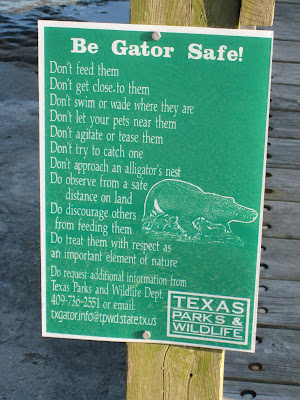 Be Gator Safe!
Don't feed them
Don't get close to them
Don't swim or wade where they are
Don't let your pets near them
Don't agitate or tease them
Don't try to catch one
Don't approach an alligator's nest
Do observe from a safe
distance on land
Do discourage others
from feeding them
Do treat them with respect as
an important element of nature
Do request additional information from
Texas Parks and Wildlife Dept.
409-736-2551 or email:
txgator.info@tpwd.state.tx.us
TEXAS
PARKS &
WILDLIFE